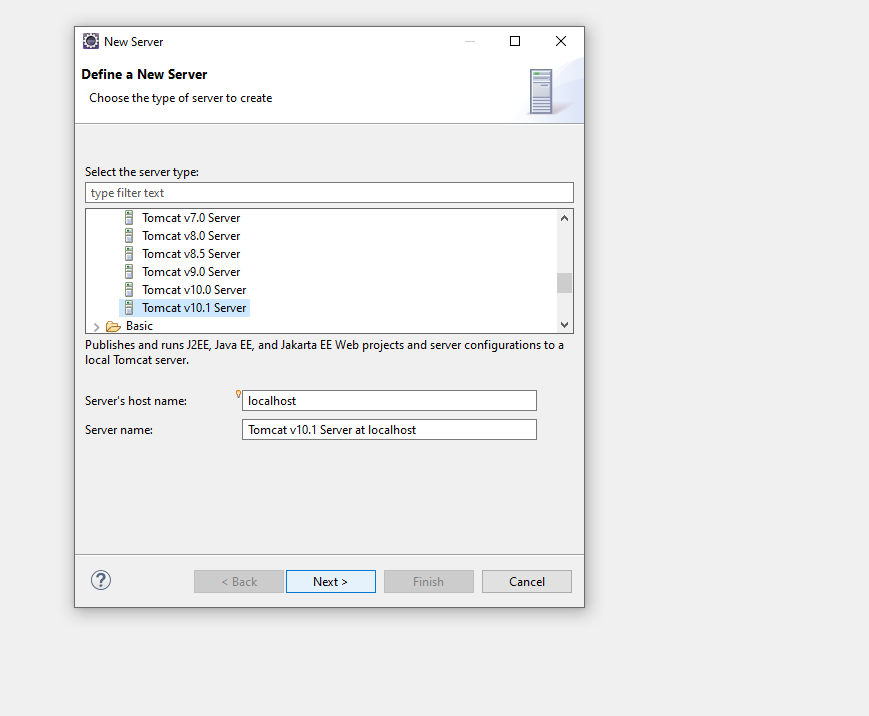 New Server
Define a New Server
Choose the type of server to create
Select the server type:
type filter text
Tomcat v7.0 Server
Tomcat v8.0 Server
Tomcat v8.5 Server
Tomcat v9.0 Server
Tomcat v10.0 Server
Tomcat v10.1 Server
Basic
Publishes and runs J2EE, Java EE, and Jakarta EE Web projects and server configurations to a
local Tomcat server.
Server's host name: localhost
Server name: Tomcat v10.1 Server at localhost
? < Back Next > Finish Cancel